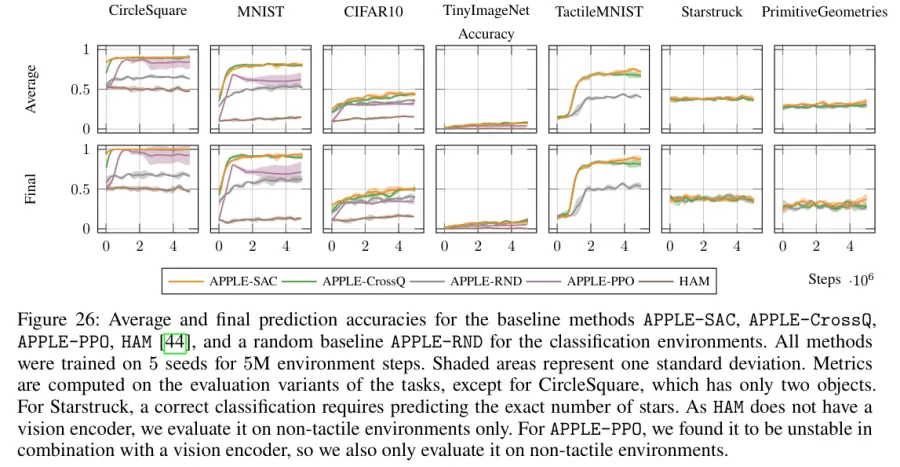 CircleSquare MNIST CIFAR10 TinyImageNet TactileMNIST Starstruck PrimitiveGeometries
Accuracy
Average
1
0.5
0
Final
1
0.5
0
0 2 4 0 2 4 0 2 4 0 2 4 0 2 4 0 2 4 0 2 4
APPLE-SAC APPLE-CrossQ APPLE-RND APPLE-PPO HAM Steps ·10⁶
Figure 26: Average and final prediction accuracies for the baseline methods APPLE-SAC, APPLE-CrossQ,
APPLE-PPO, HAM [44], and a random baseline APPLE-RND for the classification environments. All methods
were trained on 5 seeds for 5M environment steps. Shaded areas represent one standard deviation. Metrics
are computed on the evaluation variants of the tasks, except for CircleSquare, which has only two objects.
For Starstruck, a correct classification requires predicting the exact number of stars. As HAM does not have a
vision encoder, we evaluate it on non-tactile environments only. For APPLE-PPO, we found it to be unstable in
combination with a vision encoder, so we also only evaluate it on non-tactile environments.